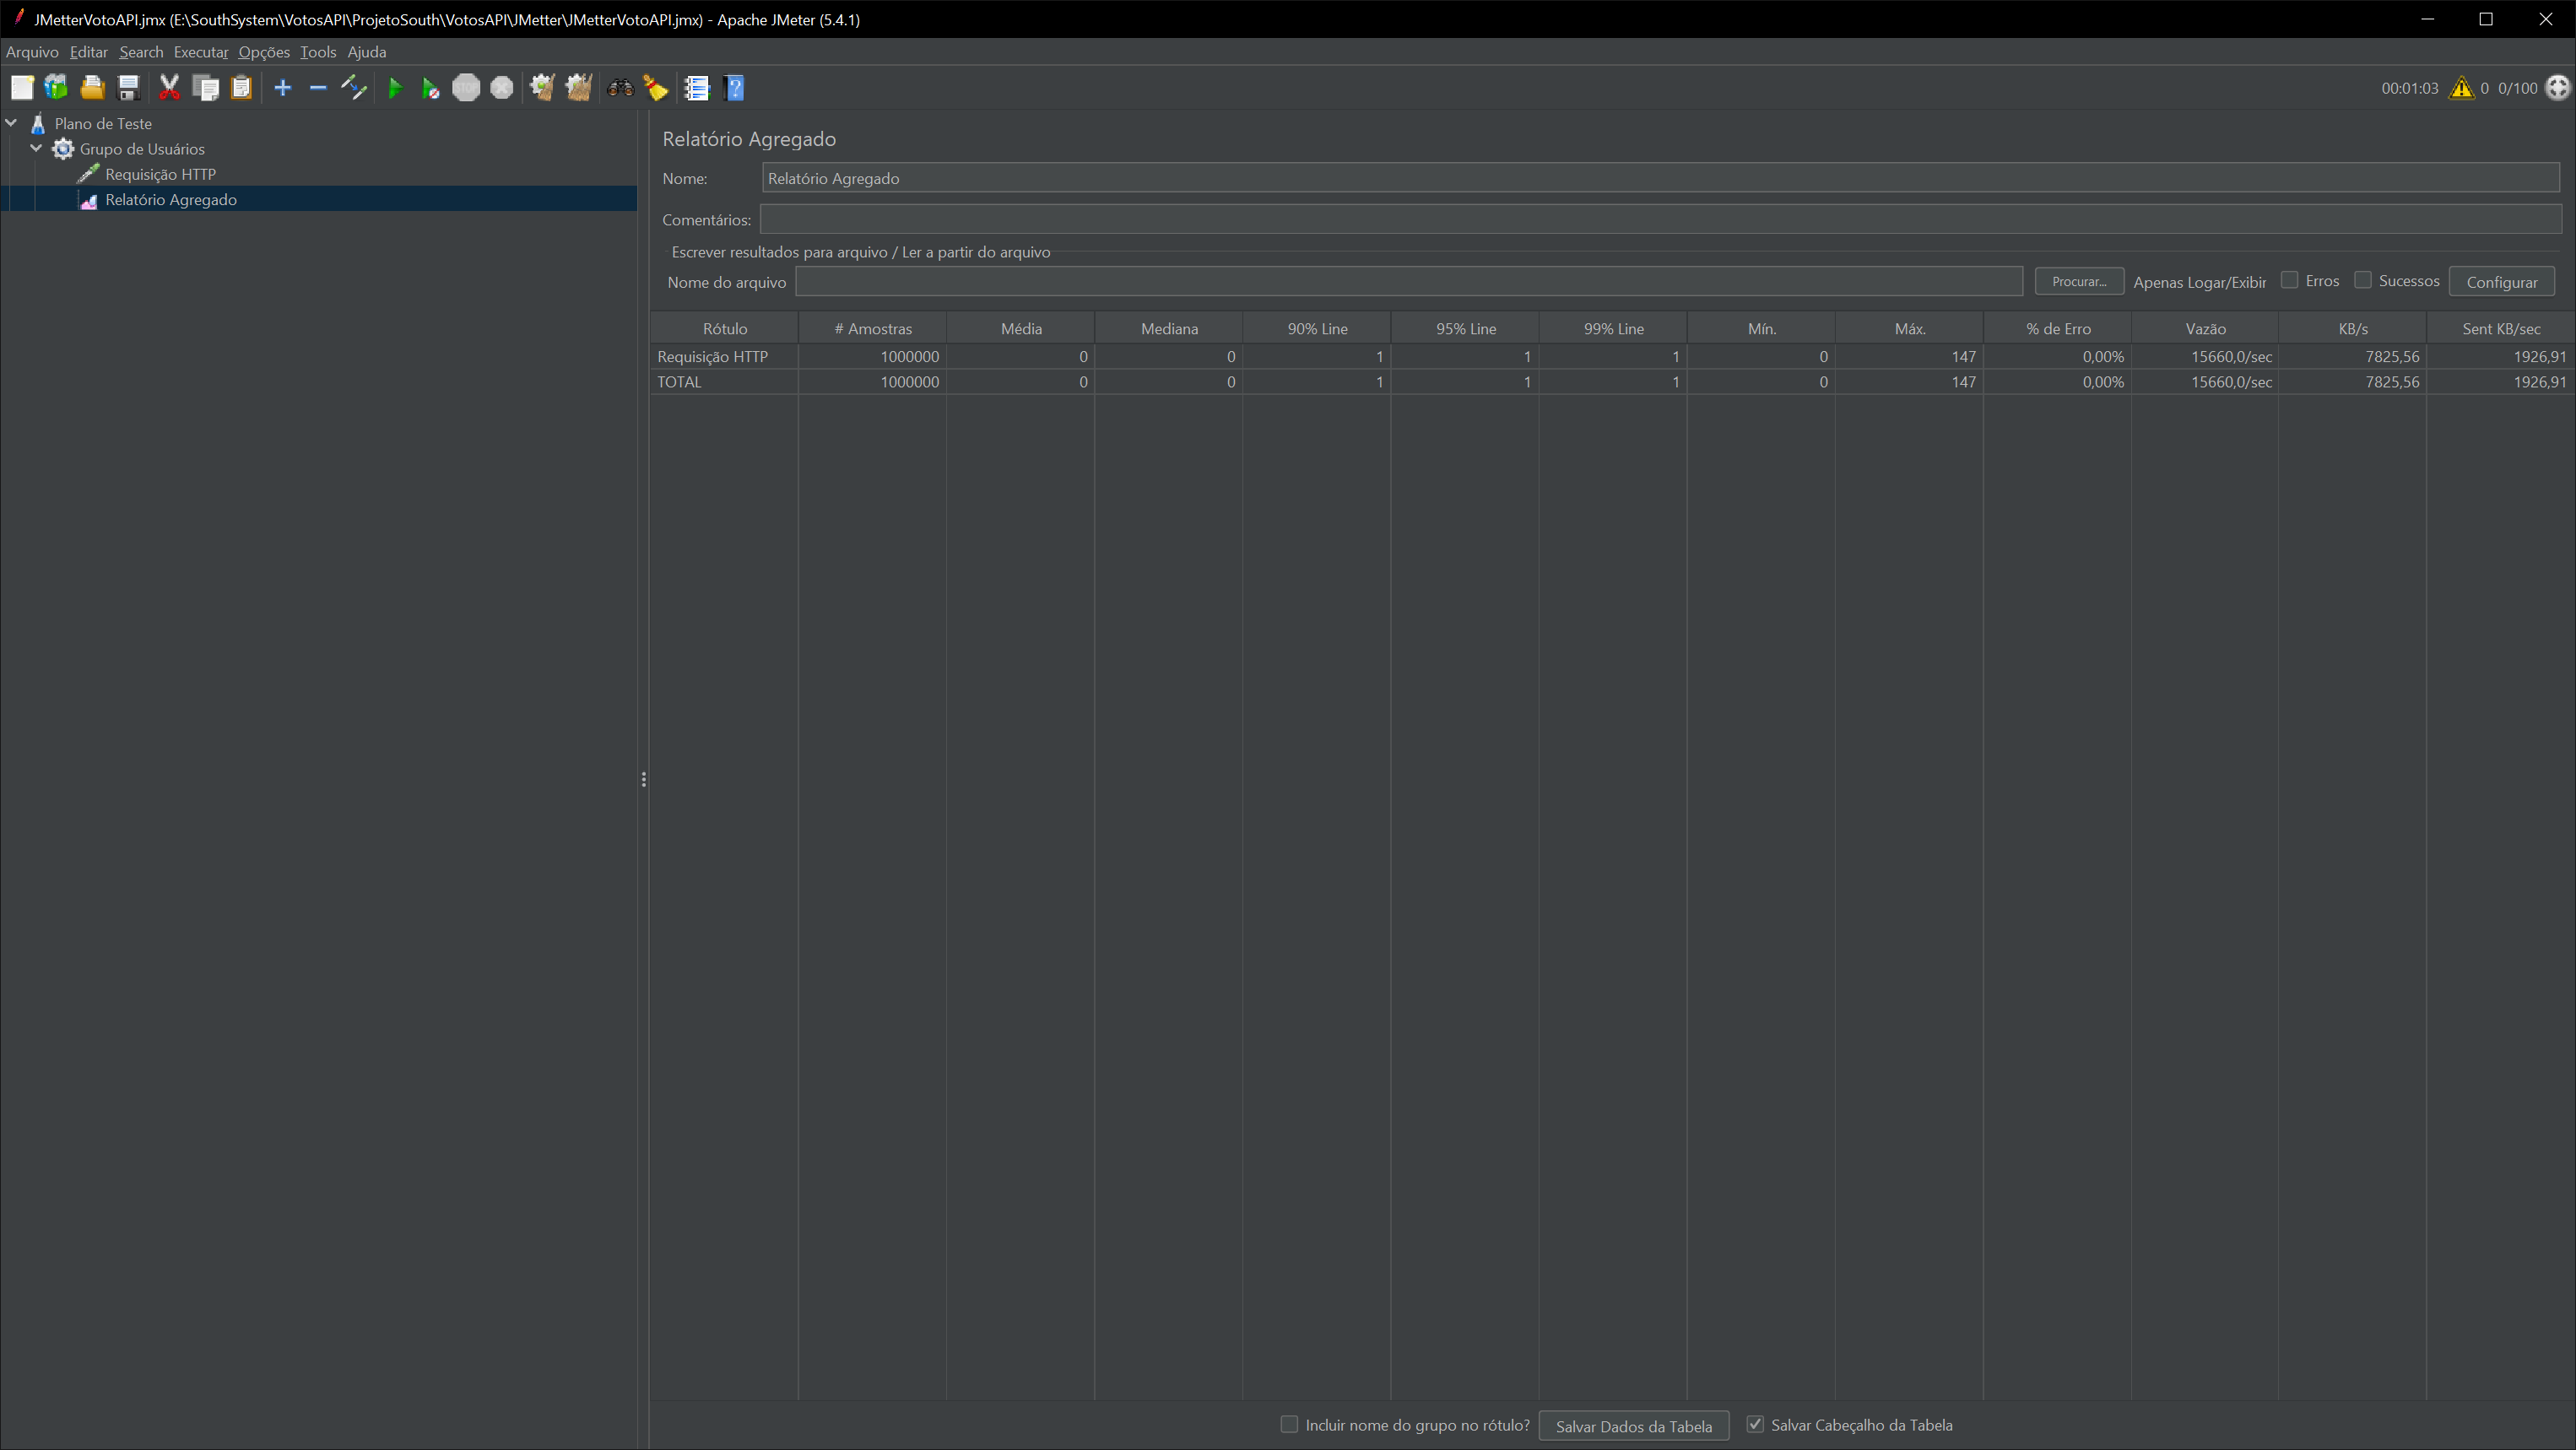 JMetterVotoAPI.jmx (E:\SouthSystem\VotosAPI\ProjetoSouth\VotosAPI\JMetter\JMetterVotoAPI.jmx) - Apache JMeter (5.4.1)
Arquivo Editar Search Executar Opções Tools Ajuda
STOP ? 00:01:03 0 0/100
Plano de Teste
Grupo de Usuários
Requisição HTTP
Relatório Agregado
Relatório Agregado
Nome: Relatório Agregado
Comentários:
Escrever resultados para arquivo / Ler a partir do arquivo
Nome do arquivo Procurar... Apenas Logar/Exibir Erros Sucessos Configurar
Rótulo # Amostras Média Mediana 90% Line 95% Line 99% Line Mín. Máx. % de Erro Vazão KB/s Sent KB/sec
Requisição HTTP 1000000 0 0 1 1 1 0 147 0,00% 15660,0/sec 7825,56 1926,91
TOTAL 1000000 0 0 1 1 1 0 147 0,00% 15660,0/sec 7825,56 1926,91
Incluir nome do grupo no rótulo? Salvar Dados da Tabela Salvar Cabeçalho da Tabela